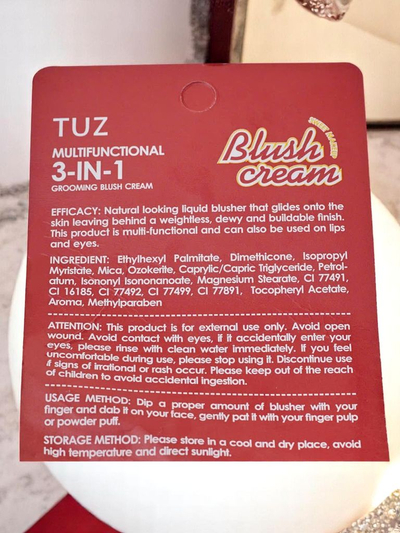 TUZ
MULTIFUNCTIONAL
3-IN-1
GROOMING BLUSH CREAM
Blush
cream
EFFICACY: Natural looking liquid blusher that glides onto the
skin leaving behind a weightless, dewy and buildable finish.
This product is multi-functional and can also be used on lips
and eyes.
INGREDIENT: Ethylhexyl Palmitate, Dimethicone, Isopropyl
Myristate, Mica, Ozokerite, Caprylic/Capric Triglyceride, Petrol-
atum, Isononyl Isononanoate, Magnesium Stearate, CI 77491,
CI 16185, CI 77492, CI 77499, CI 77891, Tocopheryl Acetate,
Aroma, Methylparaben
ATTENTION: This product is for external use only. Avoid open
wound. Avoid contact with eyes, if it accidentally enter your
eyes, please rinse with clean water immediately. If you feel
uncomfortable during use, please stop using it. Discontinue use
if signs of irrational or rash occur. Please keep out of the reach
of children to avoid accidental ingestion.
USAGE METHOD: Dip a proper amount of blusher with your
finger and dab it on your face, gently pat it with your finger pulp
or powder puff.
STORAGE METHOD: Please store in a cool and dry place, avoid
high temperature and direct sunlight.